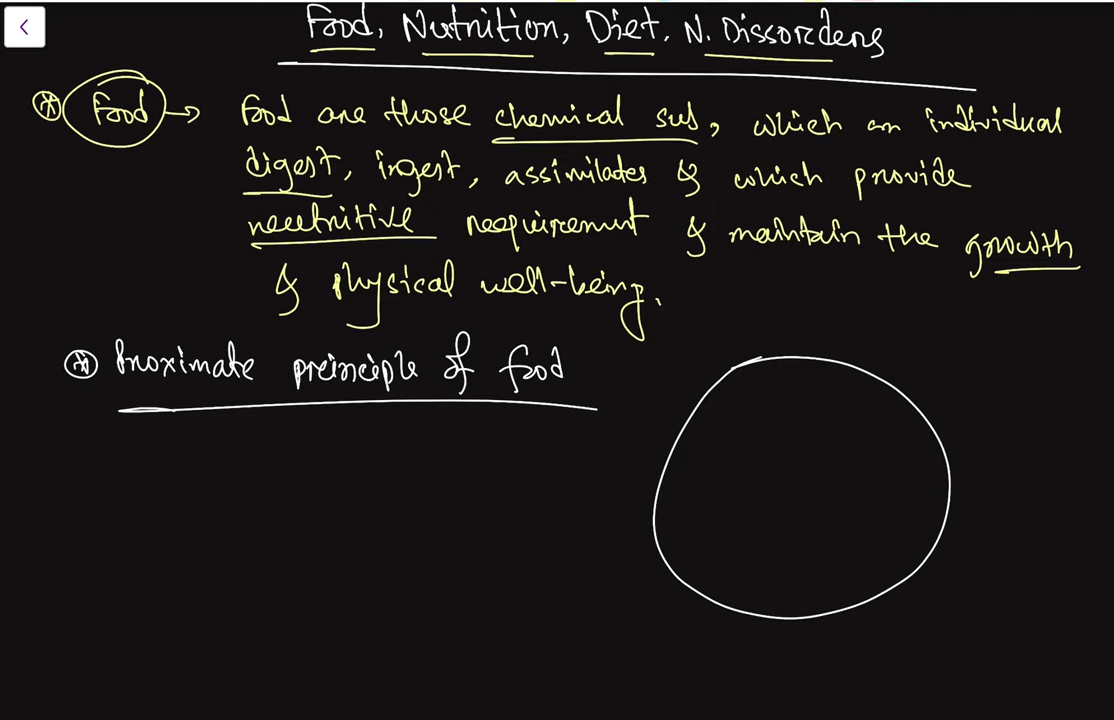 Food, Nutrition, Diet, N. Dissorders
Food → Food are those chemical sub, which an individual
digest, ingest, assimilates & which provide
neutritive requirement & maintain the growth
& physical well-being.
Proximate principle of food